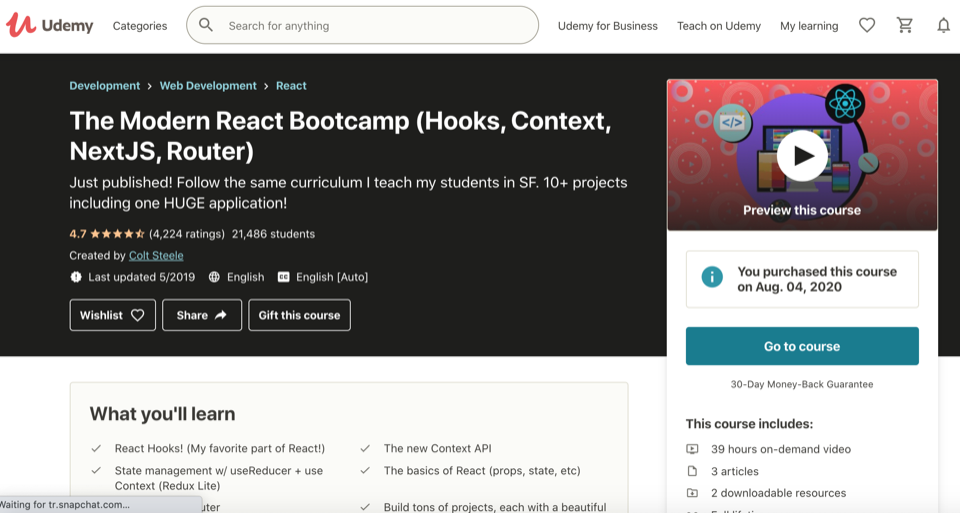 Udemy
Categories
Search for anything
Udemy for Business
Teach on Udemy
My learning
Development > Web Development > React
The Modern React Bootcamp (Hooks, Context,
NextJS, Router)
Just published! Follow the same curriculum I teach my students in SF. 10+ projects
including one HUGE application!
4.7 (4,224 ratings) 21,486 students
Created by Colt Steele
Last updated 5/2019 English CC English [Auto]
Wishlist
Share
Gift this course
</>
Preview this course
You purchased this course
on Aug. 04, 2020
Go to course
30-Day Money-Back Guarantee
This course includes:
39 hours on-demand video
3 articles
2 downloadable resources
What you'll learn
React Hooks! (My favorite part of React!)
State management w/ useReducer + use
Context (Redux Lite)
The new Context API
The basics of React (props, state, etc)
Build tons of projects, each with a beautiful
Waiting for tr.snapchat.com...